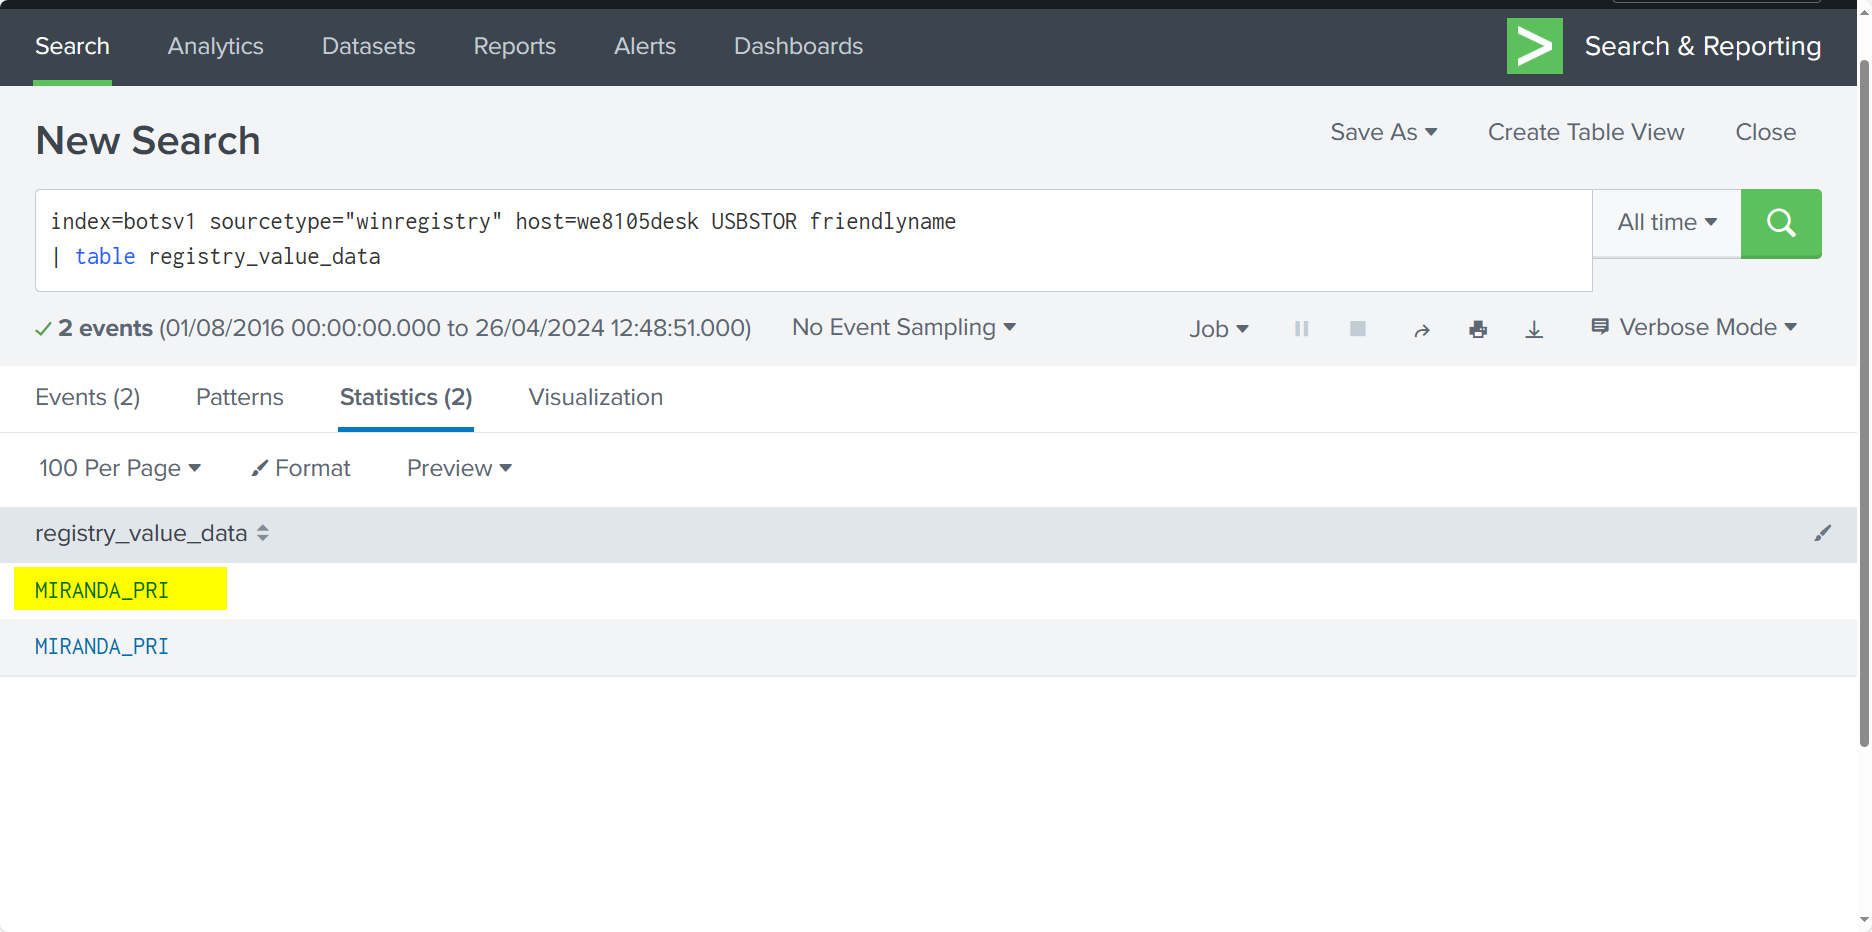 Search Analytics Datasets Reports Alerts Dashboards Search & Reporting
New Search
Save As Create Table View Close
index=botsv1 sourcetype="winregistry" host=we8105desk USBSTOR friendlyname
| table registry_value_data
All time
2 events (01/08/2016 00:00:00.000 to 26/04/2024 12:48:51.000) No Event Sampling Job Verbose Mode
Events (2) Patterns Statistics (2) Visualization
100 Per Page Format Preview
registry_value_data
MIRANDA_PRI
MIRANDA_PRI